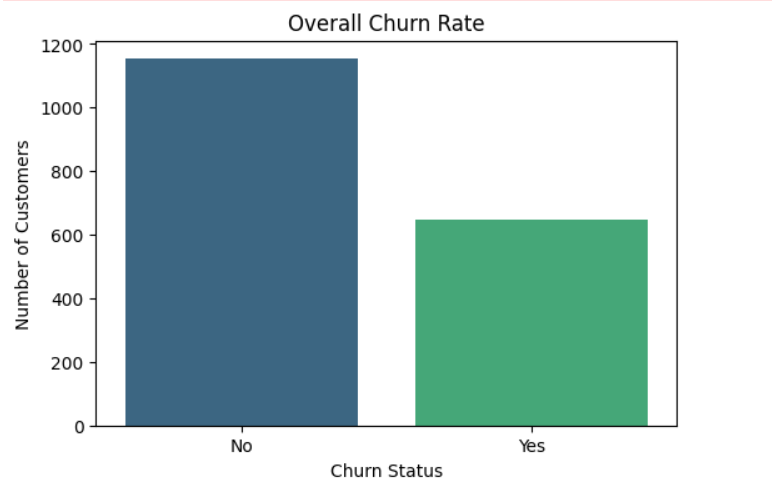 Overall Churn Rate
1200
1000
800
600
400
200
0
Number of Customers
No
Yes
Churn Status